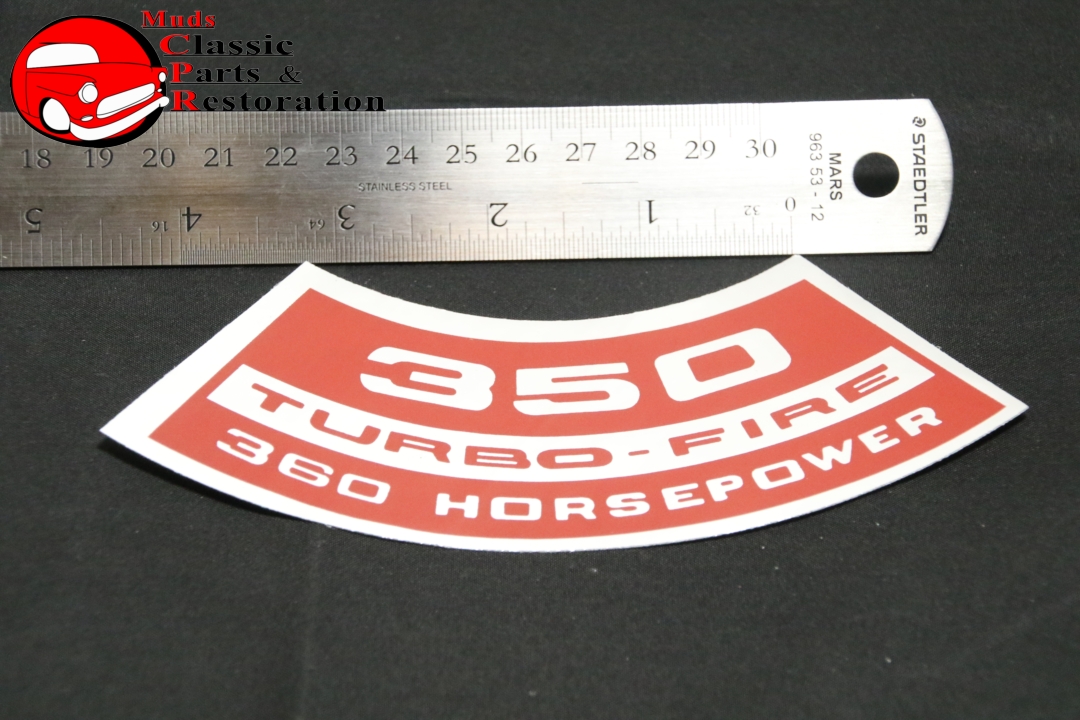 Muds
Classic
Parts &
Restoration
18 19 20 21 22 23 24 25 26 27 28 29 30
STAINLESS STEEL
5 16 4 64 3 2 1 32 0
MARS
963 53 - 12
STAEDTLER
350
TURBO-FIRE
360 HORSEPOWER